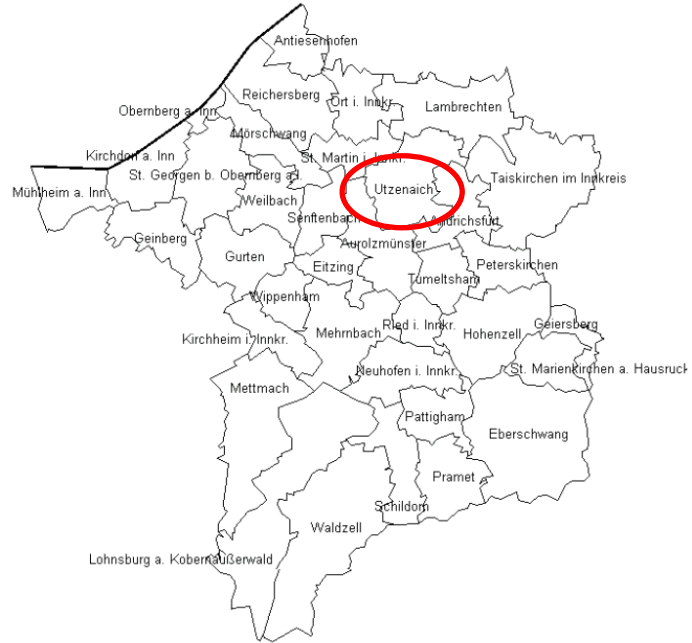 Antiesenhofen
Reichersberg
Ort i. Innkr.
Lambrechten
Obernberg a. Inn
Mörschwang
Kirchdorf a. Inn
St. Martin i. Innkr.
St. Georgen b. Obernberg a.I.
Taiskirchen im Innkreis
Mühlheim a. Inn
Utzenaich
Weilbach
Senftenbach
Andrichsfurt
Geinberg
Aurolzmünster
Gurten
Eitzing
Peterskirchen
Tumeltsham
Wippenham
Mehrnbach
Ried i. Innkr.
Geiersberg
Hohenzell
Kirchheim i. Innkr.
Neuhofen i. Innkr.
St. Marienkirchen a. Hausruck
Mettmach
Pattigham
Eberschwang
Pramet
Schildorn
Waldzell
Lohnsburg a. Kobernaußerwald